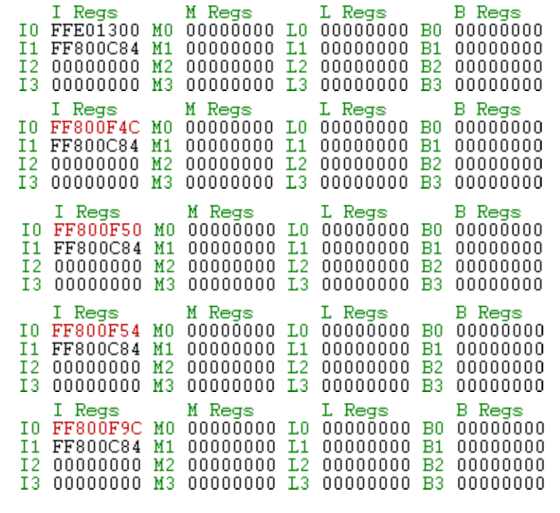 I Regs M Regs L Regs B Regs
I0 FFE01300 M0 00000000 L0 00000000 B0 00000000
I1 FF800C84 M1 00000000 L1 00000000 B1 00000000
I2 00000000 M2 00000000 L2 00000000 B2 00000000
I3 00000000 M3 00000000 L3 00000000 B3 00000000
I Regs M Regs L Regs B Regs
I0 FF800F4C M0 00000000 L0 00000000 B0 00000000
I1 FF800C84 M1 00000000 L1 00000000 B1 00000000
I2 00000000 M2 00000000 L2 00000000 B2 00000000
I3 00000000 M3 00000000 L3 00000000 B3 00000000
I Regs M Regs L Regs B Regs
I0 FF800F50 M0 00000000 L0 00000000 B0 00000000
I1 FF800C84 M1 00000000 L1 00000000 B1 00000000
I2 00000000 M2 00000000 L2 00000000 B2 00000000
I3 00000000 M3 00000000 L3 00000000 B3 00000000
I Regs M Regs L Regs B Regs
I0 FF800F54 M0 00000000 L0 00000000 B0 00000000
I1 FF800C84 M1 00000000 L1 00000000 B1 00000000
I2 00000000 M2 00000000 L2 00000000 B2 00000000
I3 00000000 M3 00000000 L3 00000000 B3 00000000
I Regs M Regs L Regs B Regs
I0 FF800F9C M0 00000000 L0 00000000 B0 00000000
I1 FF800C84 M1 00000000 L1 00000000 B1 00000000
I2 00000000 M2 00000000 L2 00000000 B2 00000000
I3 00000000 M3 00000000 L3 00000000 B3 00000000